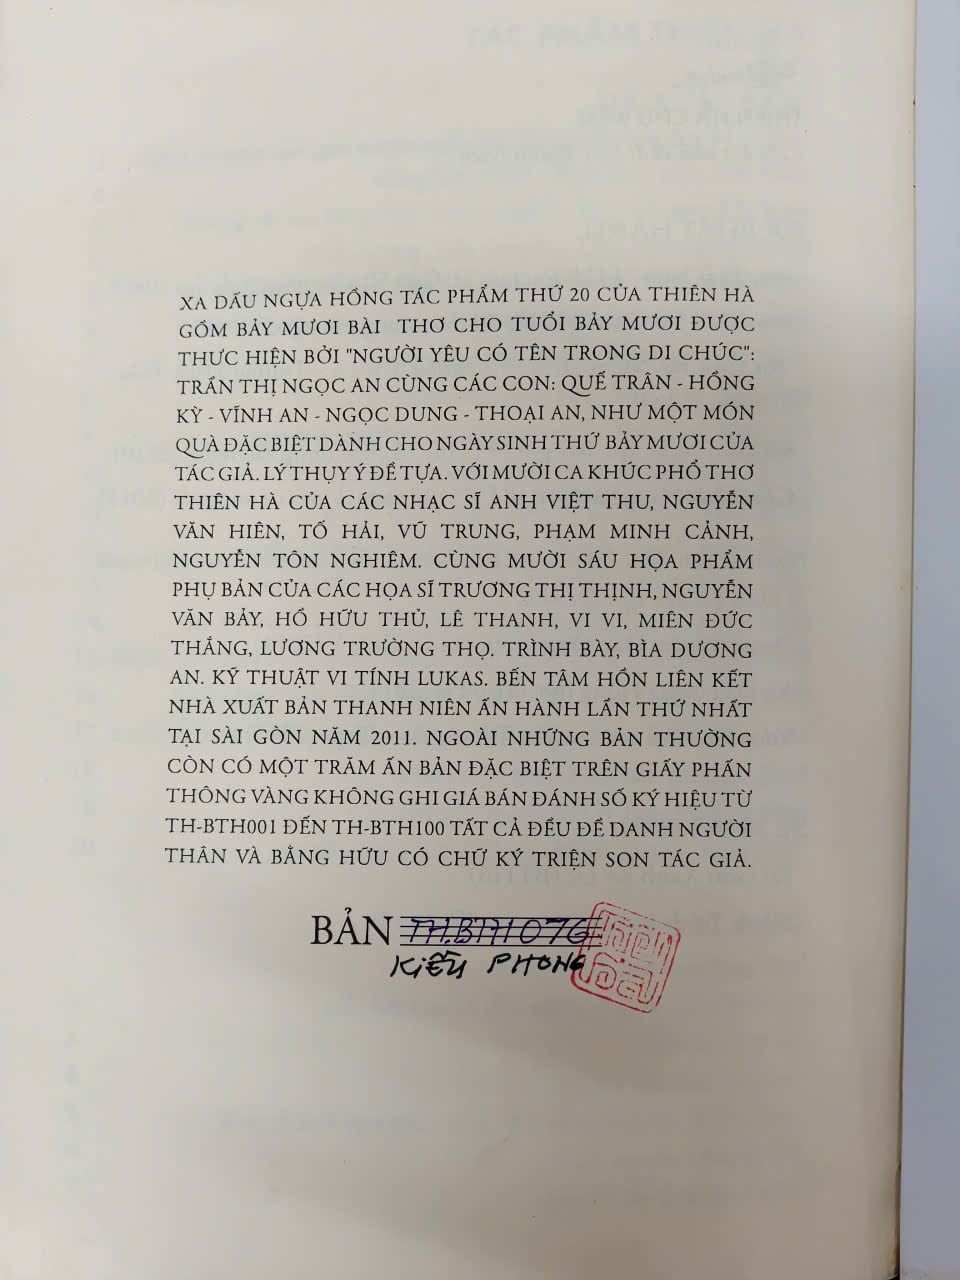 XA DẤU NGỰA HỒNG TÁC PHẨM THỨ 20 CỦA THIÊN HÀ
GỒM BẢY MƯƠI BÀI THƠ CHO TUỔI BẢY MƯƠI ĐƯỢC
THƯC HIỆN BỞI "NGƯỜI YÊU CÓ TÊN TRONG DI CHÚC":
TRẦN THỊ NGỌC AN CÙNG CÁC CON: QUẾ TRÂN - HỒNG
KỲ - VĨNH AN - NGỌC DUNG - THOẠI AN, NHƯ MỘT MÓN
QUÀ ĐẶC BIỆT DÀNH CHO NGÀY SINH THỨ BẢY MƯƠI CỦA
TÁC GIẢ. LÝ THỤY Ý ĐỀ TỰA. VỚI MƯỜI CA KHÚC PHỔ THƠ
THIÊN HÀ CỦA CÁC NHẠC SĨ ANH VIỆT THU, NGUYỄN
VĂN HIÊN, TỐ HẢI, VŨ TRUNG, PHẠM MINH CẢNH,
NGUYỄN TÔN NGHIÊM. CÙNG MƯỜI SÁU HỌA PHẨM
PHỤ BẢN CỦA CÁC HỌA SĨ TRƯƠNG THỊ THỊNH, NGUYỄN
VĂN BẢY, HỒ HỮU THỦ, LÊ THANH, VI VI, MIÊN ĐỨC
THẮNG, LƯƠNG TRƯỜNG THỌ. TRÌNH BÀY, BÌA DƯƠNG
AN. KỸ THUẬT VI TÍNH LUKAS. BẾN TÂM HỒN LIÊN KẾT
NHÀ XUẤT BẢN THANH NIÊN ẤN HÀNH LẦN THỨ NHẤT
TẠI SÀI GÒN NĂM 2011. NGOÀI NHỮNG BẢN THƯỜNG
CÒN CÓ MỘT TRĂM ẤN BẢN ĐẶC BIỆT TRÊN GIẤY PHẤN
THÔNG VÀNG KHÔNG GHI GIÁ BÁN ĐÁNH SỐ KÝ HIỆU TỪ
TH-BTH001 ĐẾN TH-BTH100 TẤT CẢ ĐỀU ĐỀ DANH NGƯỜI
THÂN VÀ BẰNG HỮU CÓ CHỮ KÝ TRIỆN SON TÁC GIẢ.
BẢN TH.BTH076
KIỀU PHONG